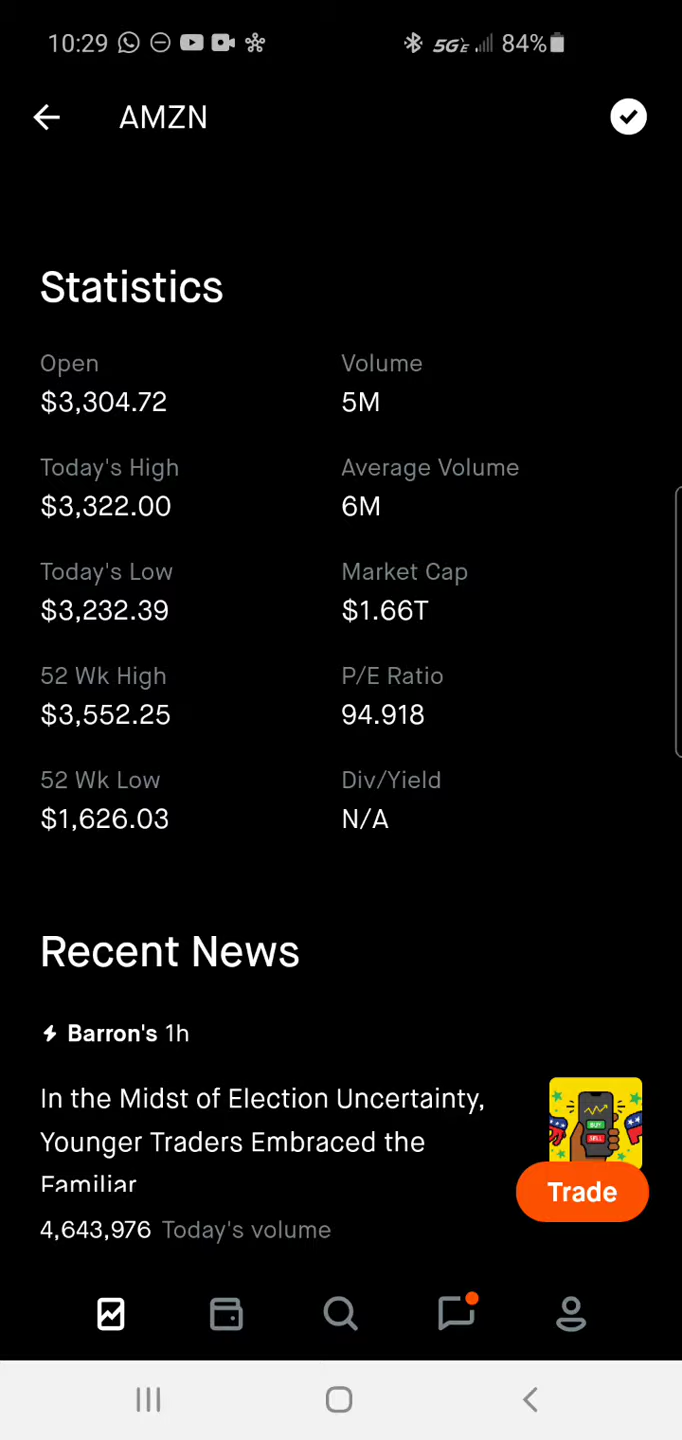 10:29
5GE 84%
AMZN
Statistics
Open
$3,304.72
Volume
5M
Today's High
$3,322.00
Average Volume
6M
Today's Low
$3,232.39
Market Cap
$1.66T
52 Wk High
$3,552.25
P/E Ratio
94.918
52 Wk Low
$1,626.03
Div/Yield
N/A
Recent News
Barron's 1h
In the Midst of Election Uncertainty,
Younger Traders Embraced the
Familiar
BUY
SELL
Trade
4,643,976 Today's volume